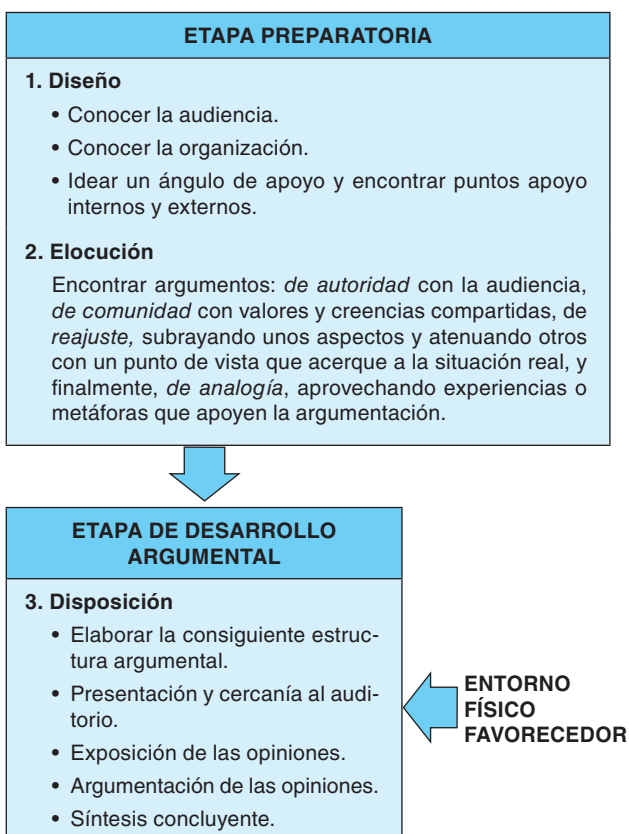 ETAPA PREPARATORIA
1. Diseño
• Conocer la audiencia.
• Conocer la organización.
• Idear un ángulo de apoyo y encontrar puntos apoyo
internos y externos.
2. Elocución
Encontrar argumentos: de autoridad con la audiencia,
de comunidad con valores y creencias compartidas, de
reajuste, subrayando unos aspectos y atenuando otros
con un punto de vista que acerque a la situación real, y
finalmente, de analogía, aprovechando experiencias o
metáforas que apoyen la argumentación.
ETAPA DE DESARROLLO
ARGUMENTAL
3. Disposición
• Elaborar la consiguiente estruc-
tura argumental.
• Presentación y cercanía al audi-
torio.
• Exposición de las opiniones.
• Argumentación de las opiniones.
• Síntesis concluyente.
ENTORNO
FÍSICO
FAVORECEDOR